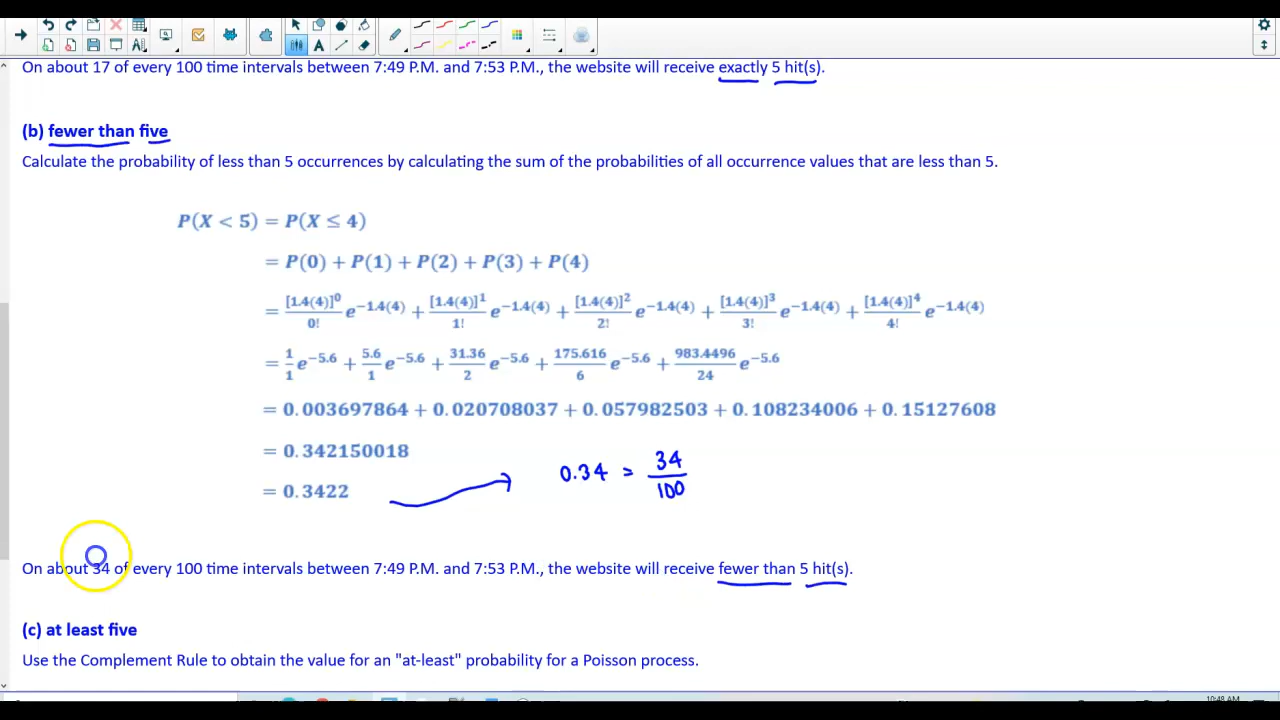 On about 17 of every 100 time intervals between 7:49 P.M. and 7:53 P.M., the website will receive exactly 5 hit(s).
(b) fewer than five
Calculate the probability of less than 5 occurrences by calculating the sum of the probabilities of all occurrence values that are less than 5.
P(X < 5) = P(X ≤ 4)
= P(0) + P(1) + P(2) + P(3) + P(4)
= [1.4(4)]^0/0! e^−1.4(4) + [1.4(4)]^1/1! e^−1.4(4) + [1.4(4)]^2/2! e^−1.4(4) + [1.4(4)]^3/3! e^−1.4(4) + [1.4(4)]^4/4! e^−1.4(4)
= 1/1 e^−5.6 + 5.6/1 e^−5.6 + 31.36/2 e^−5.6 + 175.616/6 e^−5.6 + 983.4496/24 e^−5.6
= 0.003697864 + 0.020708037 + 0.057982503 + 0.108234006 + 0.15127608
= 0.342150018
= 0.3422
0.34 = 34/100
On about 34 of every 100 time intervals between 7:49 P.M. and 7:53 P.M., the website will receive fewer than 5 hit(s).
(c) at least five
Use the Complement Rule to obtain the value for an "at-least" probability for a Poisson process.
10:48 AM